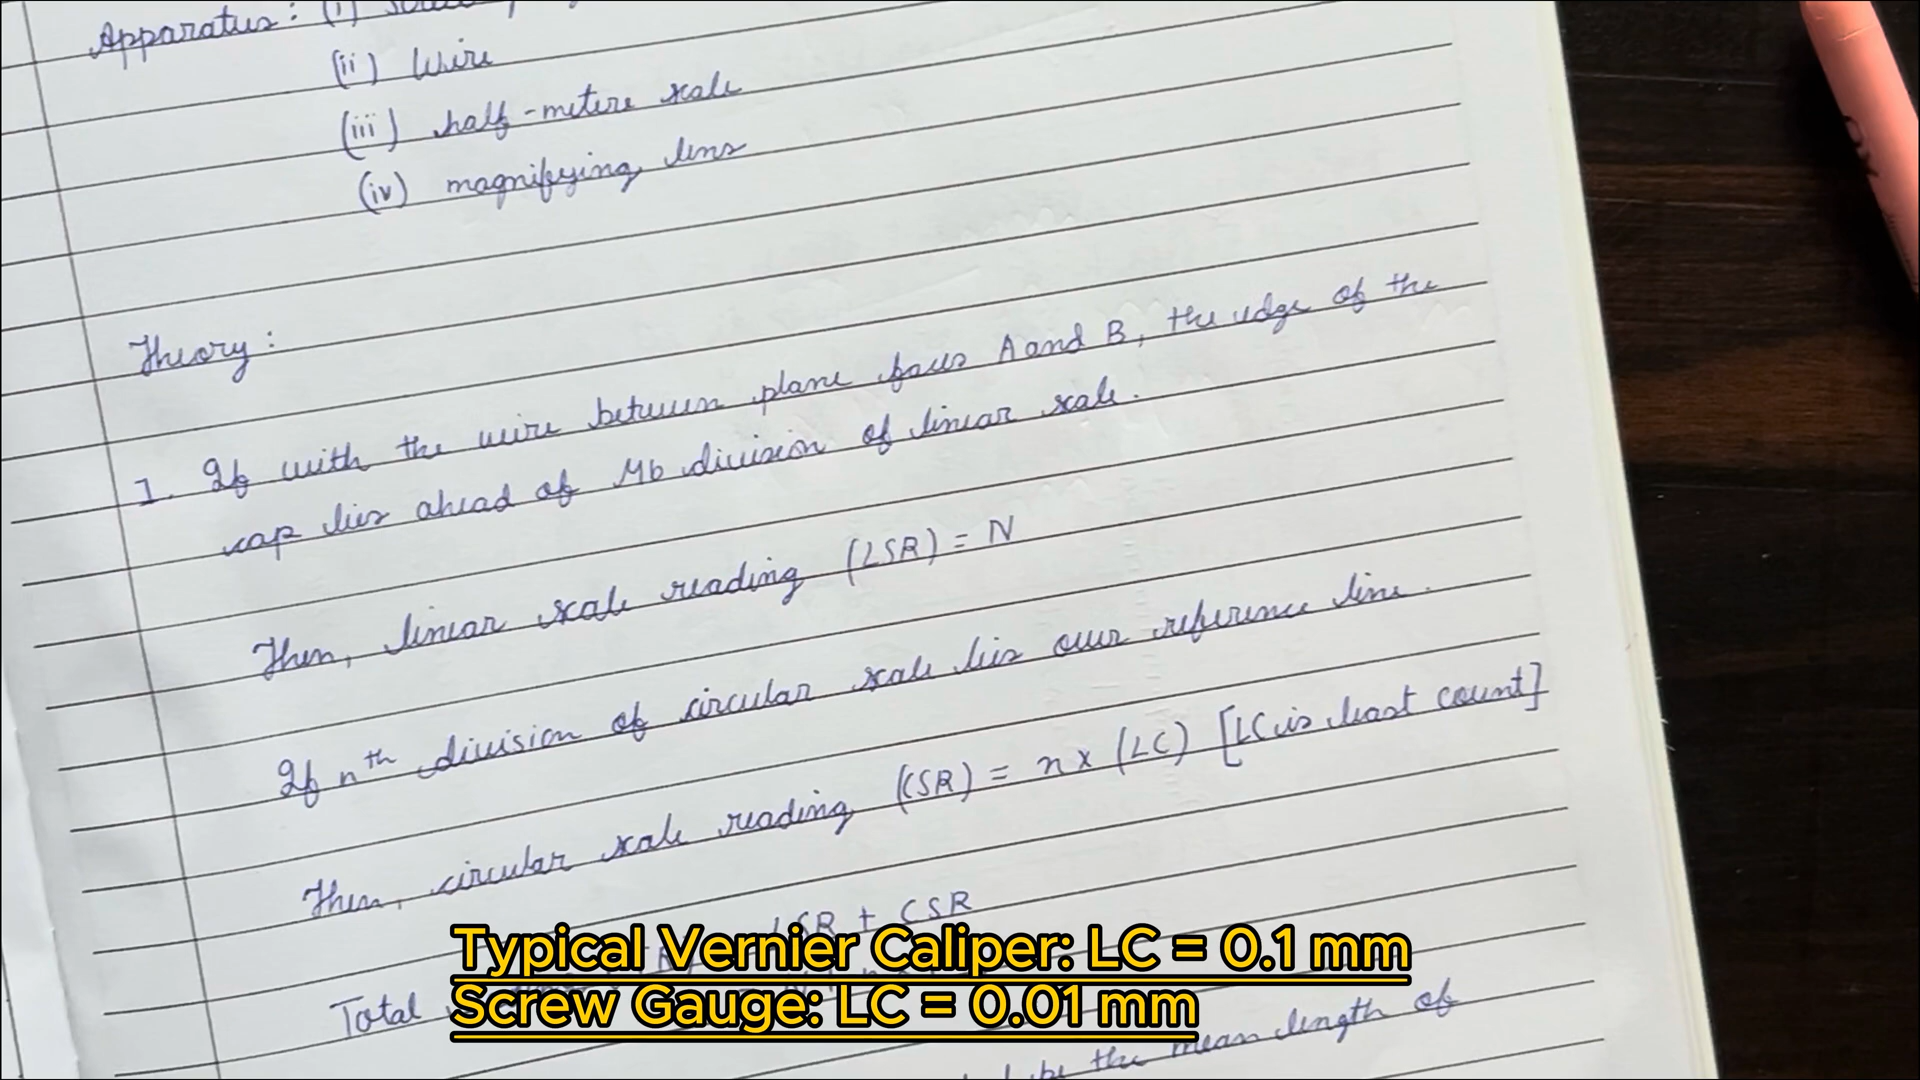 Apparatus: (i)
(ii) Wire
(iii) half-metere scale
(iv) magnifying lens
Theory:
1. If with the wire between plane faces A and B, the edge of the
cap lies ahead of Nth division of linear scale.
Then, linear scale reading (LSR) = N
If nth division of circular scale lies over reference line.
Then, circular scale reading (CSR) = n x (LC) [LC is least count]
LSR + CSR
Total
Typical Vernier Caliper: LC = 0.1 mm
Screw Gauge: LC = 0.01 mm
be the mean length of